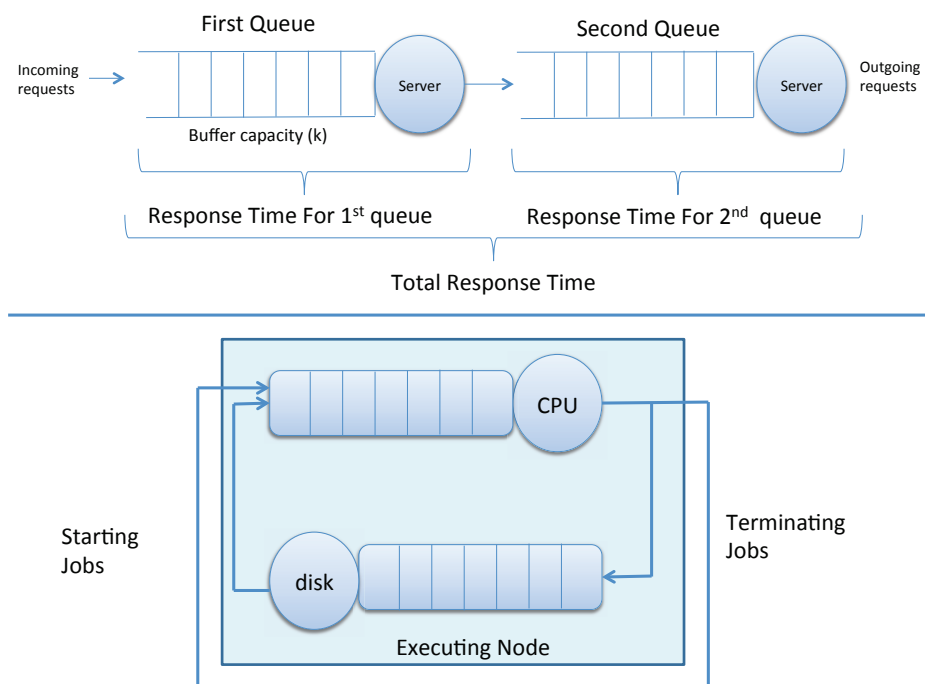 First Queue
Second Queue
Incoming
requests
Server
Server
Outgoing
requests
Buffer capacity (k)
Response Time For 1st queue
Response Time For 2nd queue
Total Response Time
CPU
Starting
Jobs
Terminating
Jobs
disk
Executing Node